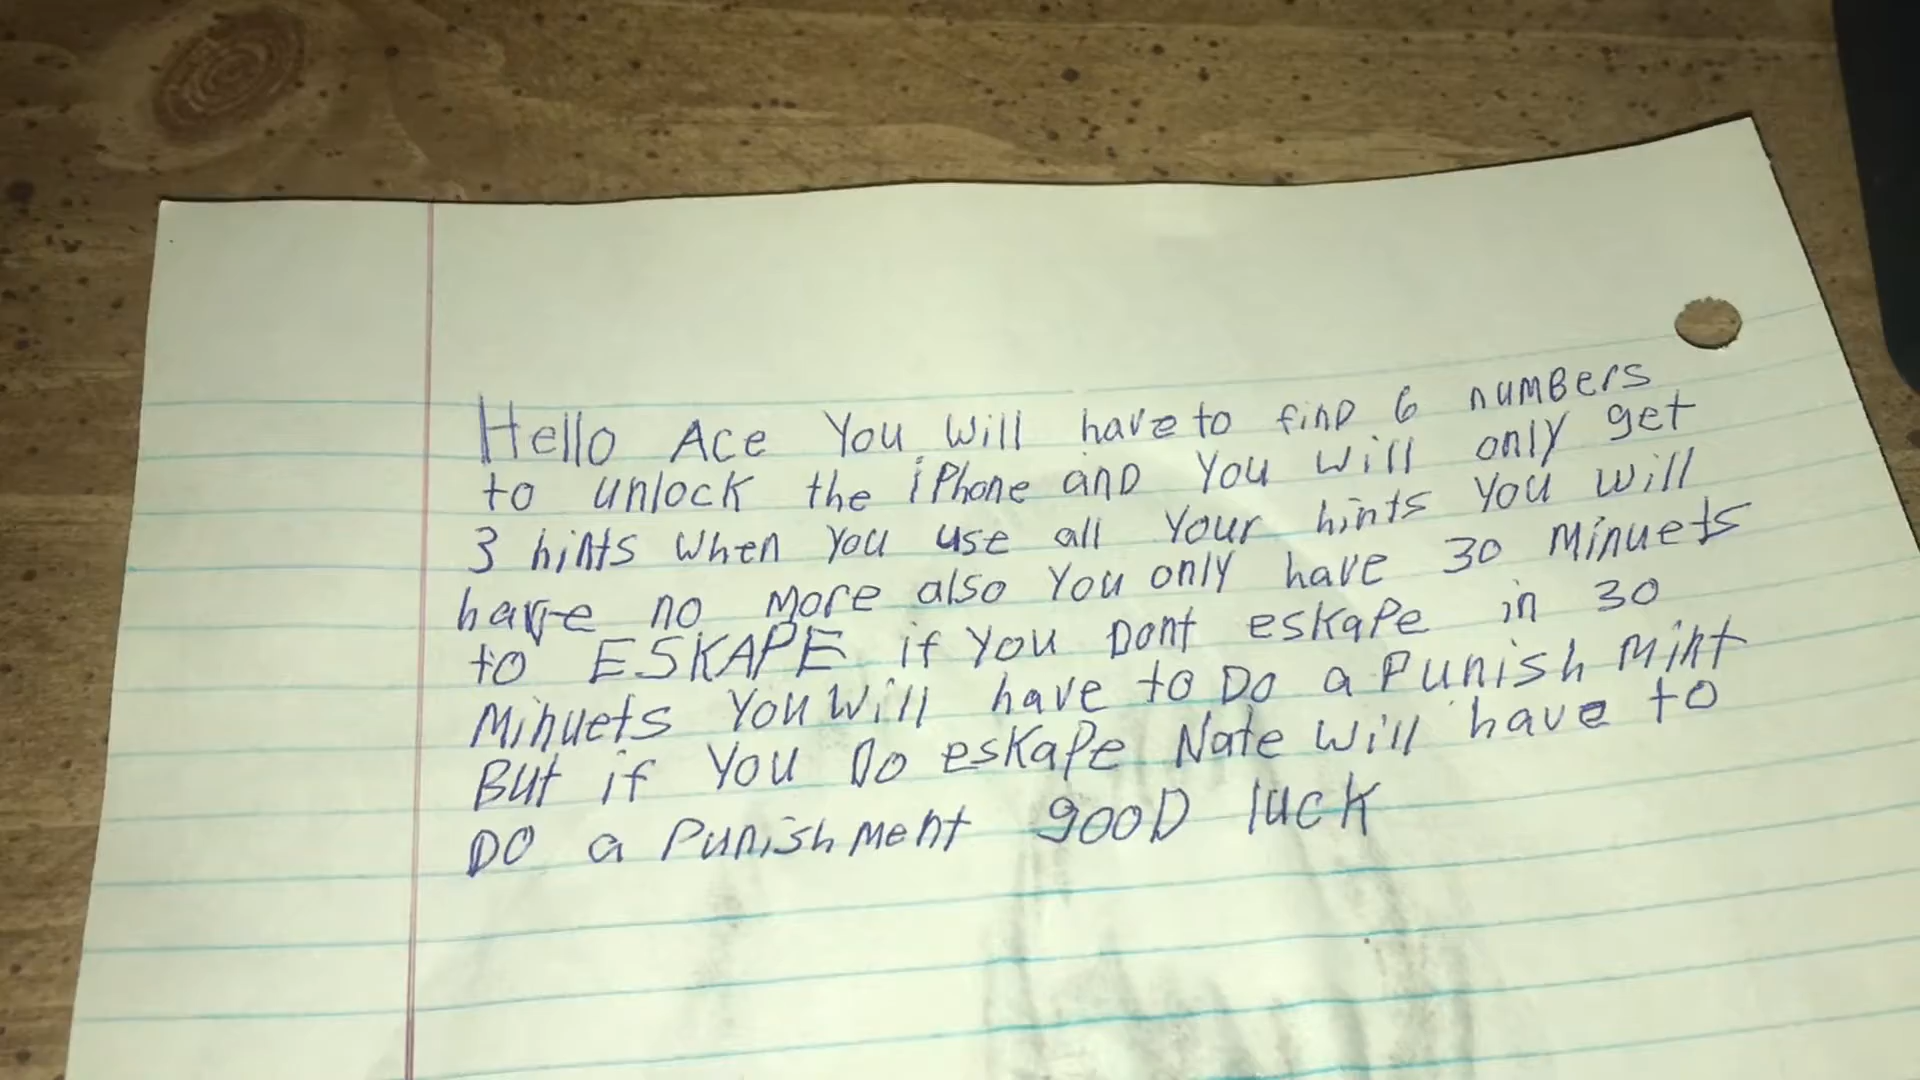 Hello Ace You Will have to finD 6 numBers
to unlock the iPhone anD You will only get
3 hints when you use all Your hints You will
have no More also You only have 30 Minuets
to ESKAPE if You Dont eskape in 30
Minuets You Will have to Do a Punish Mint
But if You Do eskape Nate will have to
DO a Punishment gooD luck